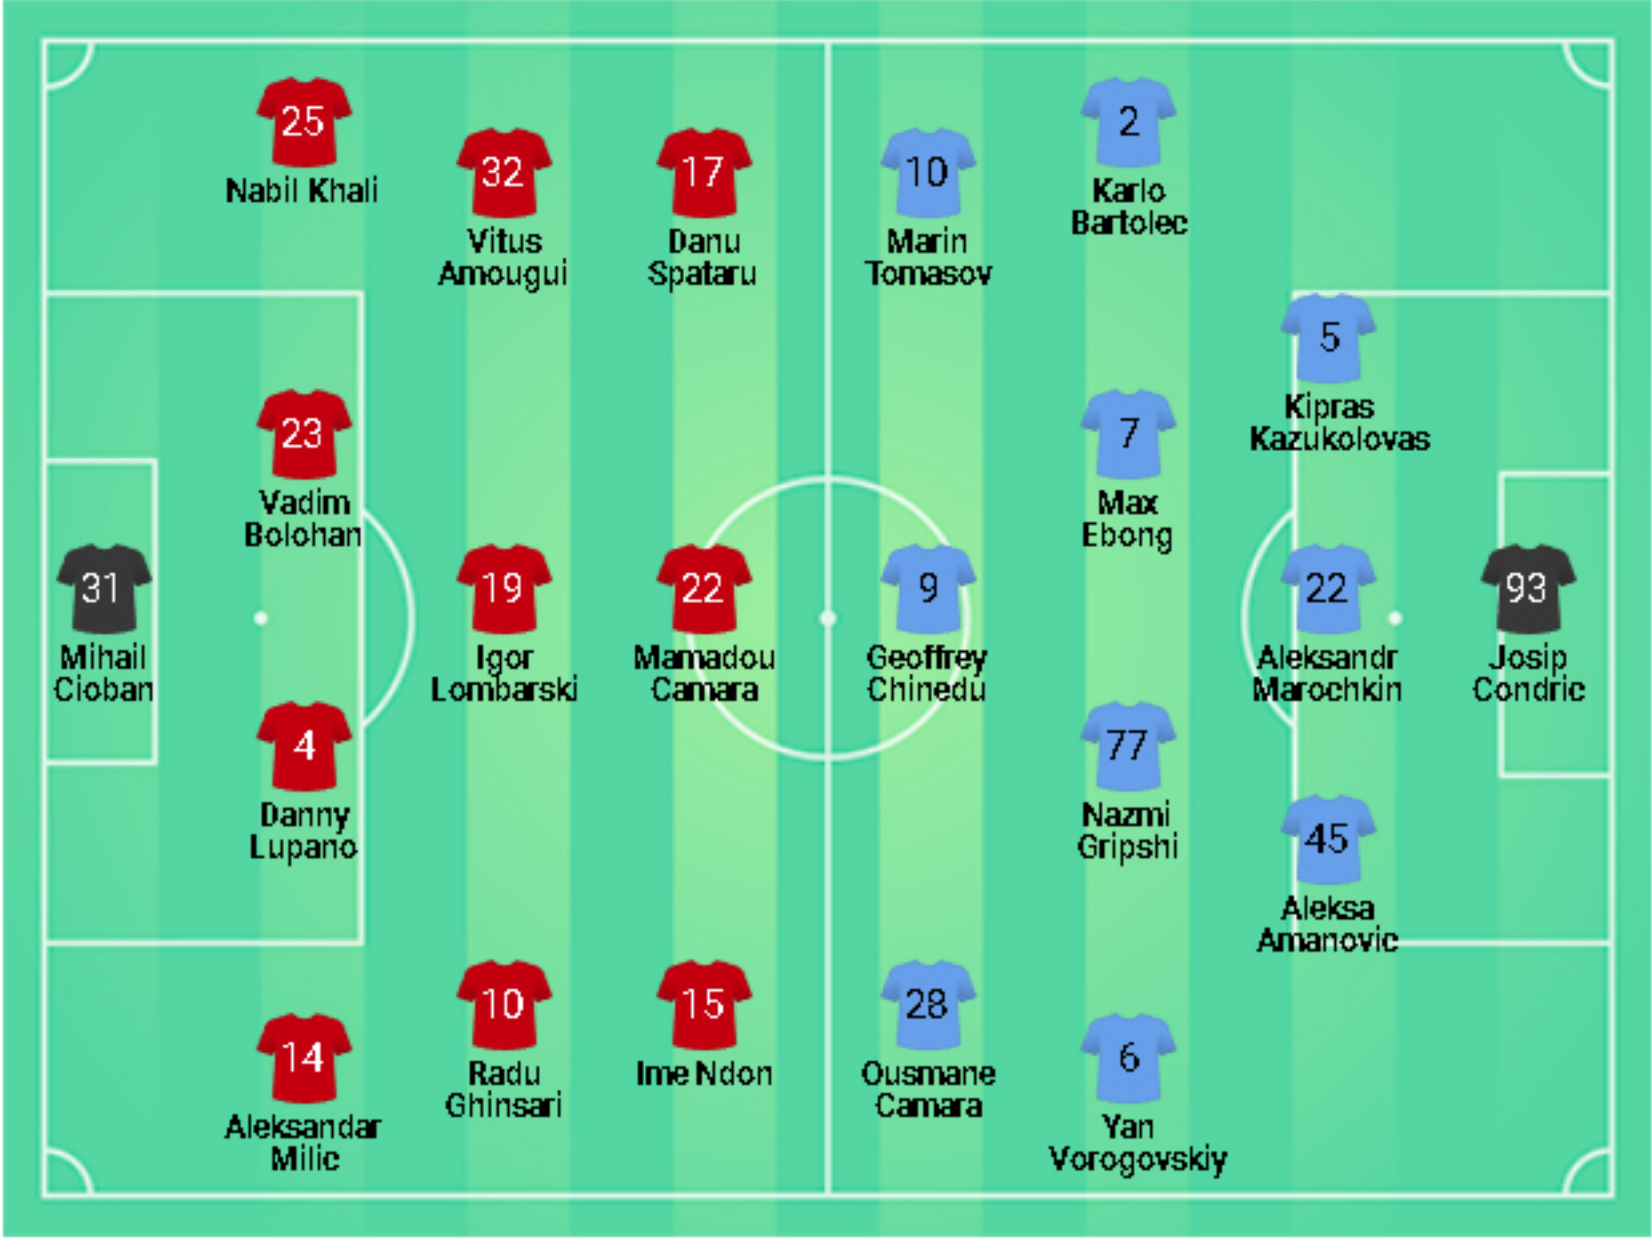 25
Nabil Khali
32
Vitus
Amougui
17
Danu
Spataru
10
Marin
Tomasov
2
Karlo
Bartolec
23
Vadim
Bolohan
7
Max
Ebong
5
Kipras
Kazukolovas
31
Mihail
Cioban
19
Igor
Lombarski
22
Mamadou
Camara
9
Geoffrey
Chinedu
22
Aleksandr
Marochkin
93
Josip
Condric
4
Danny
Lupano
77
Nazmi
Gripshi
45
Aleksa
Amanovic
14
Aleksandar
Milic
10
Radu
Ghinsari
15
Ime Ndon
28
Ousmane
Camara
6
Yan
Vorogovskiy